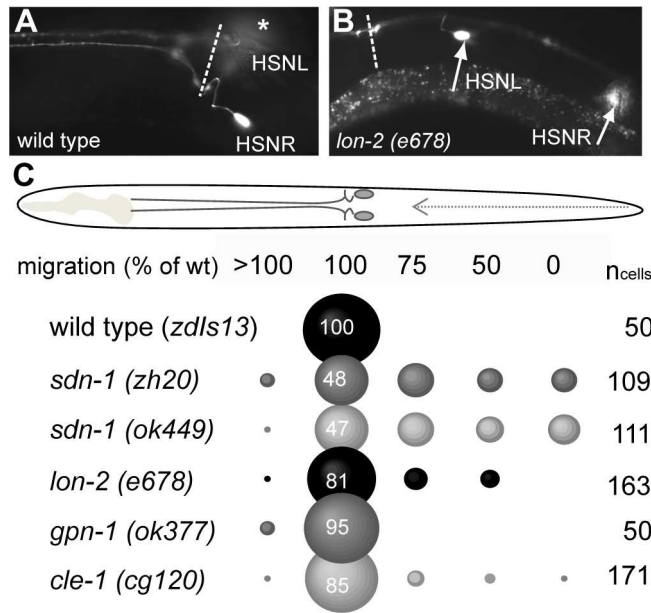 A
*
HSNL
HSNR
wild type
B
HSNL
HSNR
lon-2 (e678)
C
migration (% of wt) >100 100 75 50 0 ncells
wild type (zdIs13) 100 50
sdn-1 (zh20) 48 109
sdn-1 (ok449) 47 111
lon-2 (e678) 81 163
gpn-1 (ok377) 95 50
cle-1 (cg120) 85 171